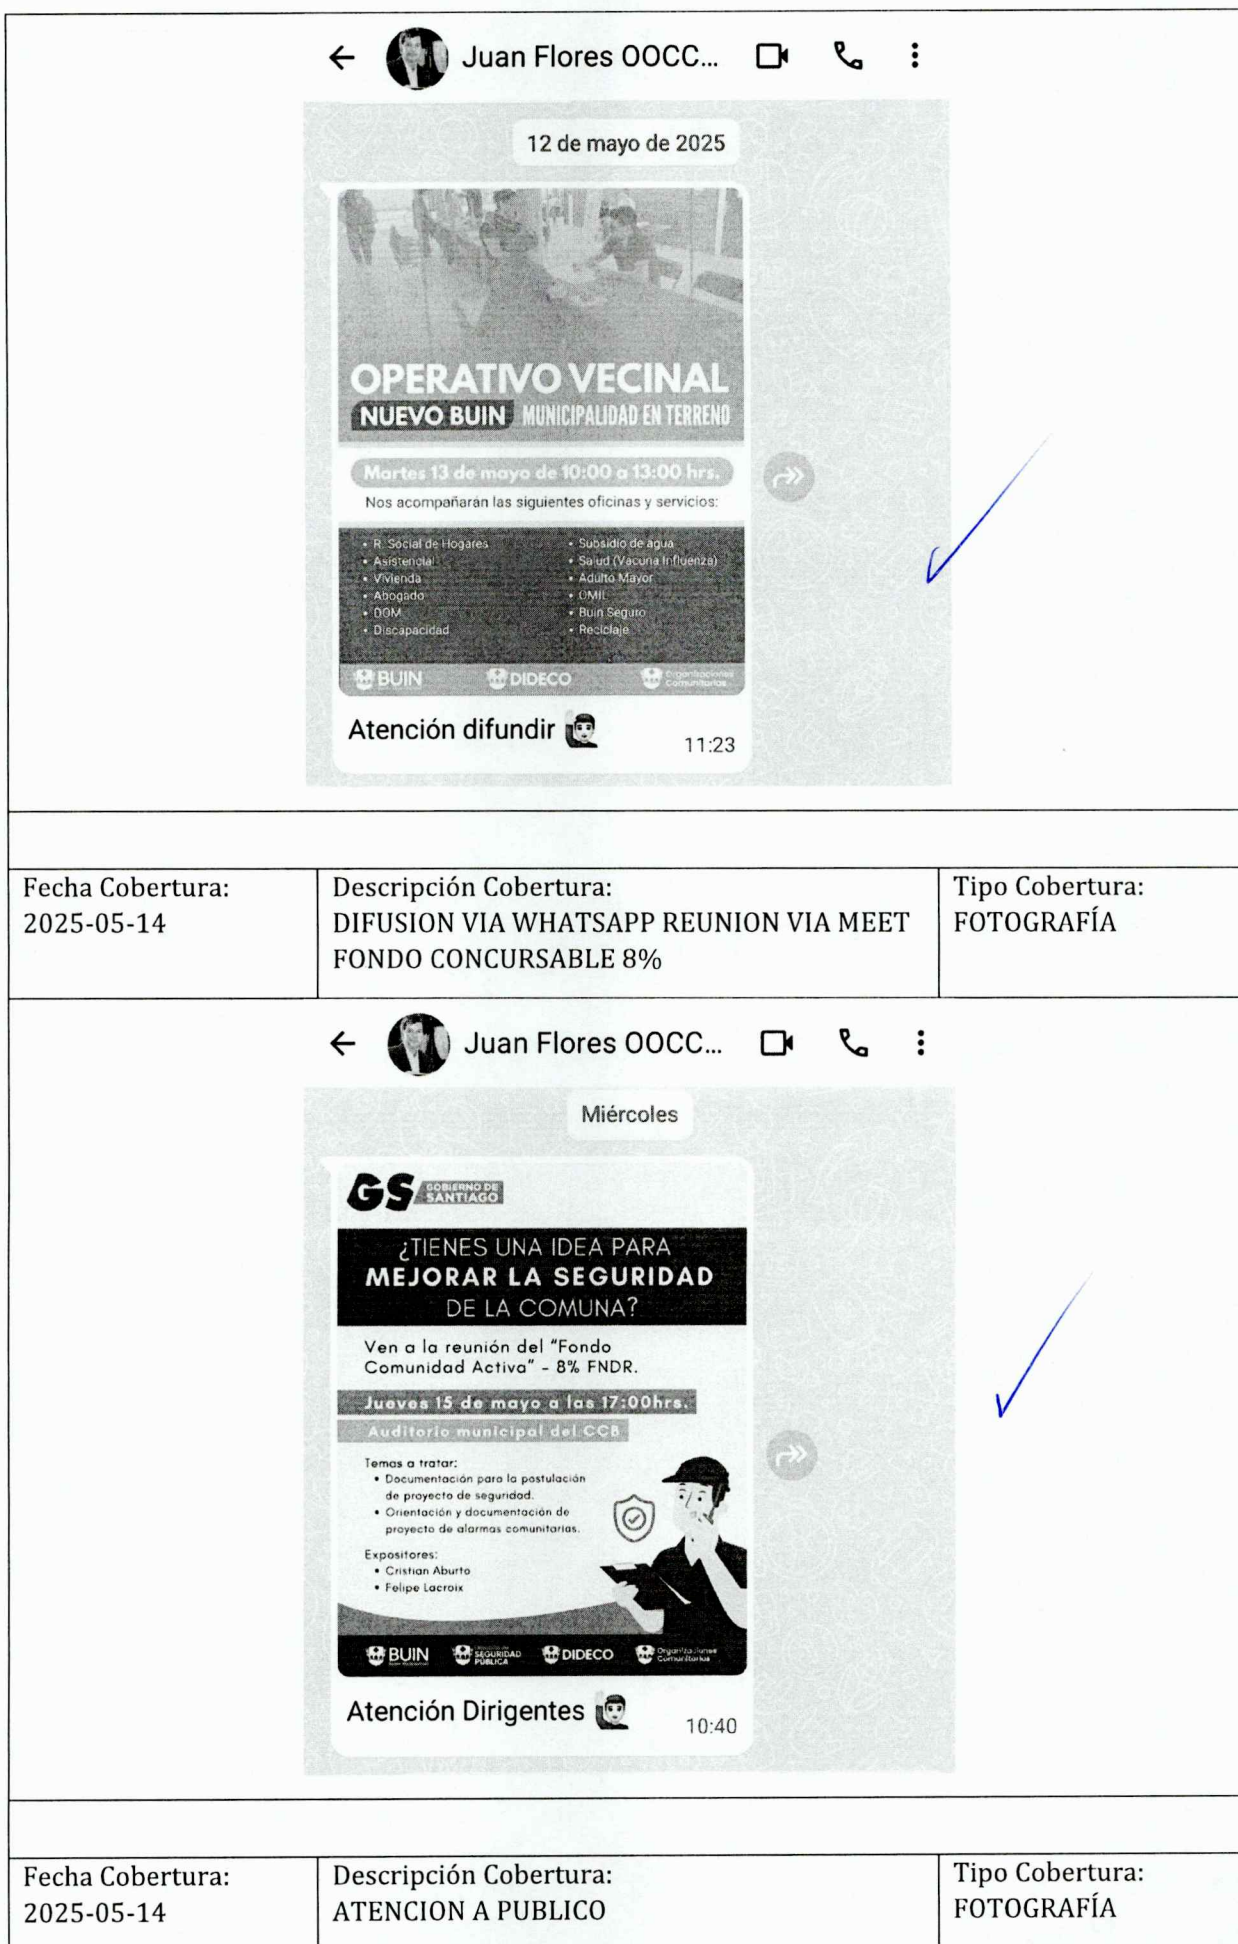 Juan Flores OOCC...
12 de mayo de 2025
OPERATIVO VECINAL
NUEVO BUIN MUNICIPALIDAD EN TERRENO
Martes 13 de mayo de 10:00 a 13:00 hrs.
Nos acompañaran las siguientes oficinas y servicios:
• R. Social de Hogares
• Asistencial
• Vivienda
• Abogado
• DOM
• Discapacidad
• Subsidio de agua
• Salud (Vacuna Influenza)
• Adulto Mayor
• OMIL
• Buin Seguro
• Reciclaje
BUIN DIDECO Organizaciones
Comunitarias
Atención difundir
11:23
Fecha Cobertura:
2025-05-14
Descripción Cobertura:
DIFUSION VIA WHATSAPP REUNION VIA MEET
FONDO CONCURSABLE 8%
Tipo Cobertura:
FOTOGRAFÍA
Juan Flores OOCC...
Miércoles
GS GOBIERNO DE
SANTIAGO
¿TIENES UNA IDEA PARA
MEJORAR LA SEGURIDAD
DE LA COMUNA?
Ven a la reunión del "Fondo
Comunidad Activa" - 8% FNDR.
Jueves 15 de mayo a las 17:00hrs.
Auditorio municipal del CCB
Temas a tratar:
• Documentación para la postulación
de proyecto de seguridad.
• Orientación y documentación de
proyecto de alarmas comunitarias.
Expositores:
• Cristian Aburto
• Felipe Lacroix
BUIN SEGURIDAD
PÚBLICA DIDECO Organizaciones
Comunitarias
Atención Dirigentes
10:40
Fecha Cobertura:
2025-05-14
Descripción Cobertura:
ATENCION A PUBLICO
Tipo Cobertura:
FOTOGRAFÍA